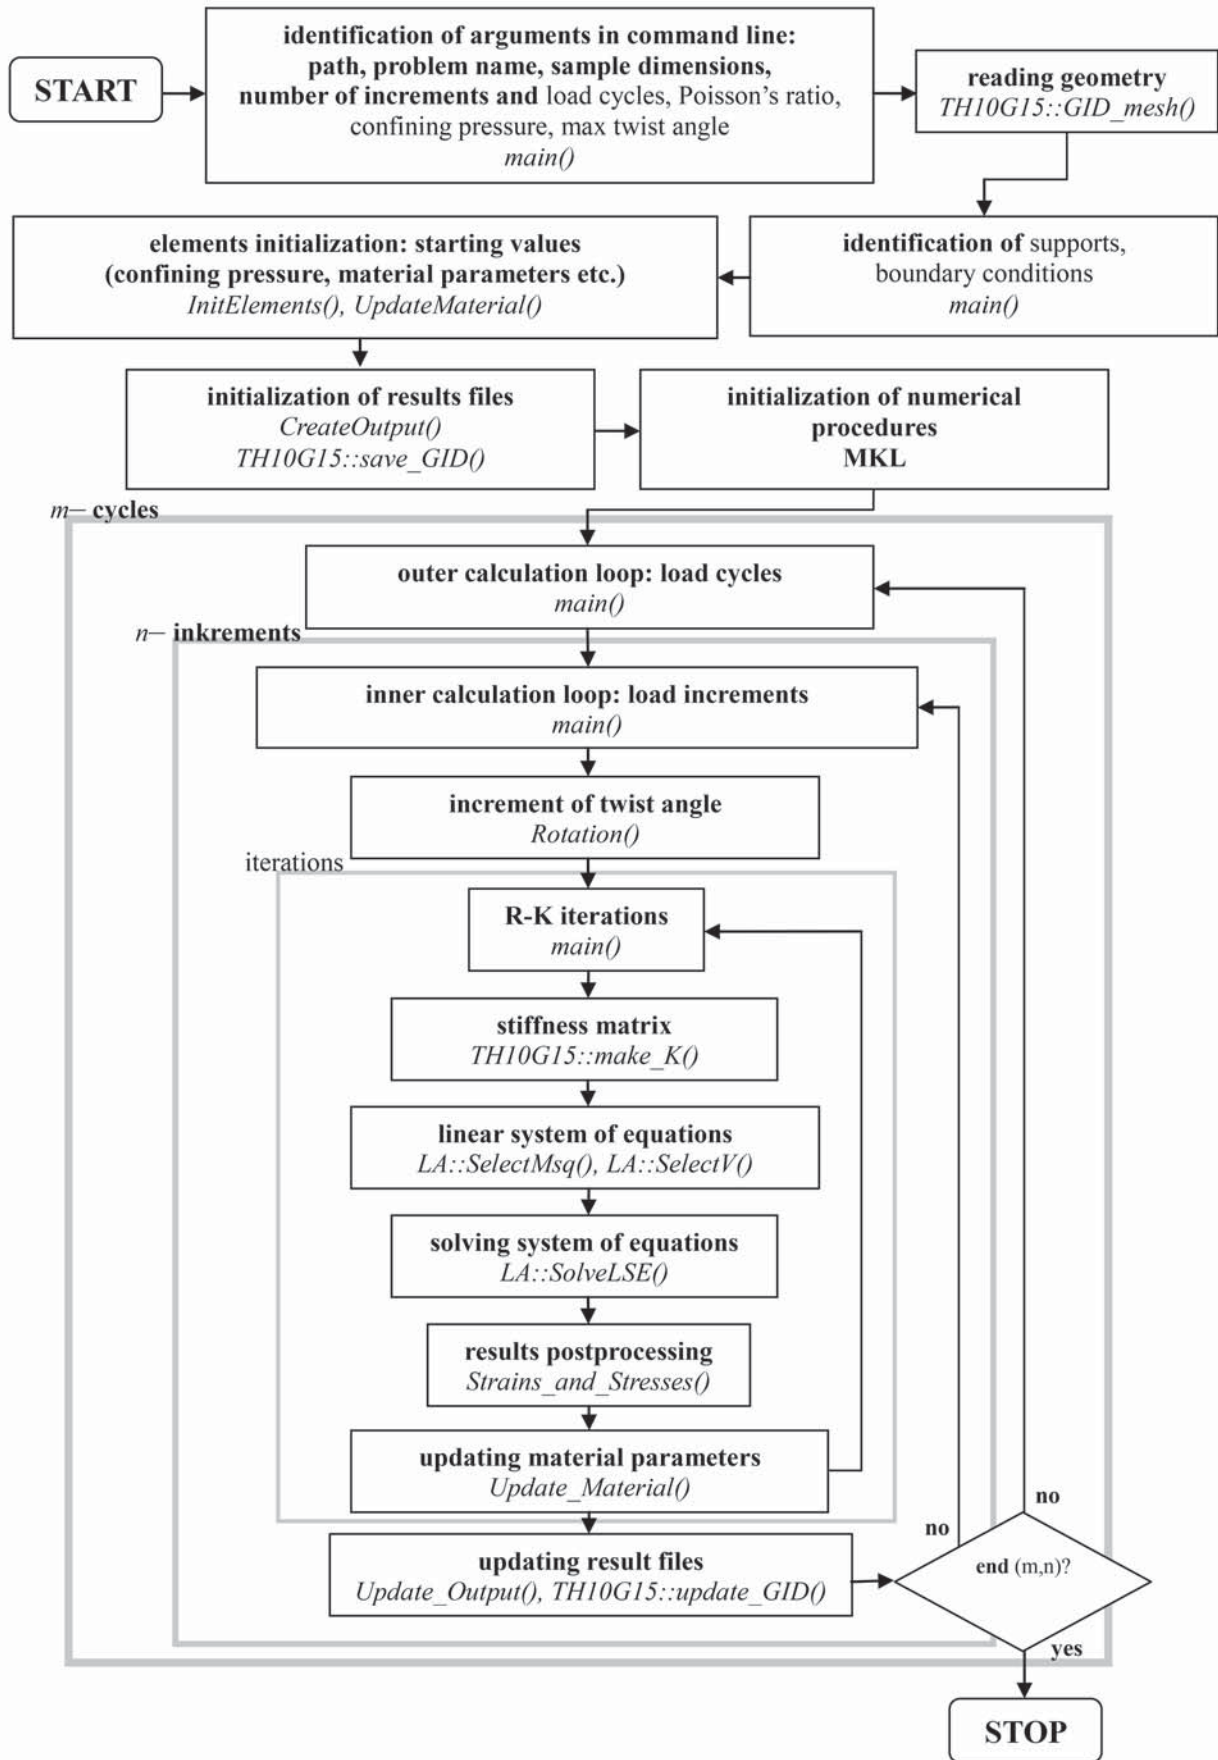 START
identification of arguments in command line:
path, problem name, sample dimensions,
number of increments and load cycles, Poisson's ratio,
confining pressure, max twist angle
main()
reading geometry
TH10G15::GID_mesh()
identification of supports,
boundary conditions
main()
elements initialization: starting values
(confining pressure, material parameters etc.)
InitElements(), UpdateMaterial()
initialization of results files
CreateOutput()
TH10G15::save_GID()
initialization of numerical
procedures
MKL
m– cycles
outer calculation loop: load cycles
main()
n– inkrements
inner calculation loop: load increments
main()
increment of twist angle
Rotation()
iterations
R-K iterations
main()
stiffness matrix
TH10G15::make_K()
linear system of equations
LA::SelectMsq(), LA::SelectV()
solving system of equations
LA::SolveLSE()
results postprocessing
Strains_and_Stresses()
updating material parameters
Update_Material()
updating result files
Update_Output(), TH10G15::update_GID()
no
no
end (m,n)?
yes
STOP